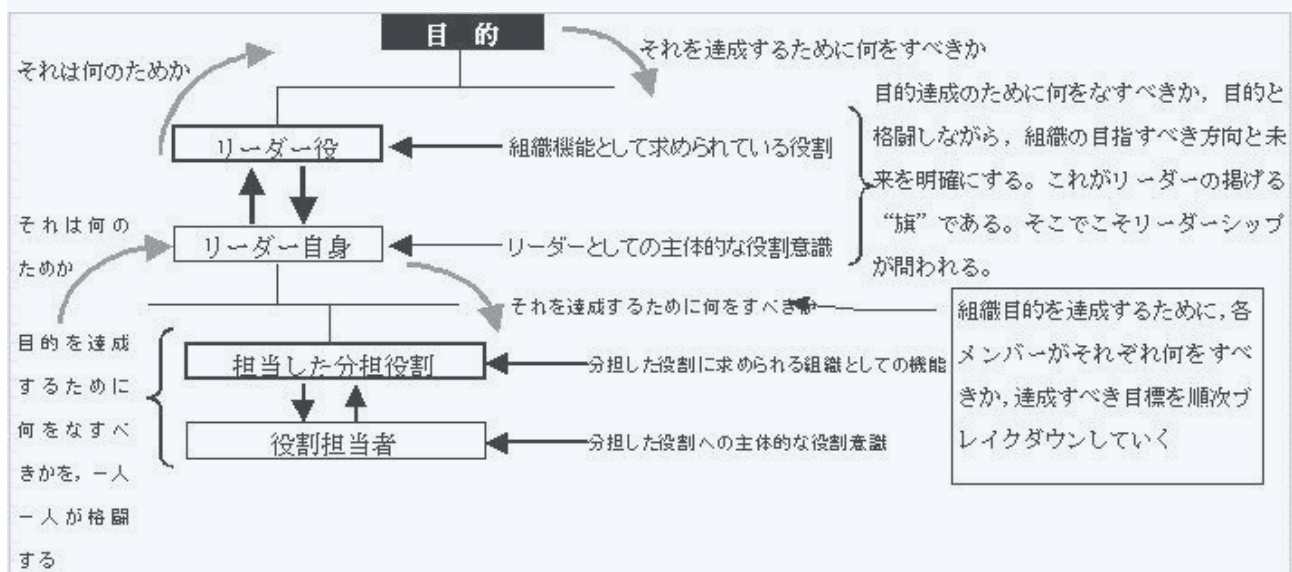 目 的
それは何のためか
それを達成するために何をすべきか
目的達成のために何をなすべきか，目的と
格闘しながら，組織の目指すべき方向と未
来を明確にする。これがリーダーの掲げる
“旗”である。そこでこそリーダーシップ
が問われる。
リーダー役
組織機能として求められている役割
それは何の
ためか
リーダー自身
リーダーとしての主体的な役割意識
それを達成するために何をすべきか
組織目的を達成するために，各
メンバーがそれぞれ何をすべ
きか，達成すべき目標を順次ブ
レイクダウンしていく
目的を達成
するために
何をなすべ
きかを，一人
一人が格闘
する
担当した分担役割
分担した役割に求められる組織としての機能
役割担当者
分担した役割への主体的な役割意識